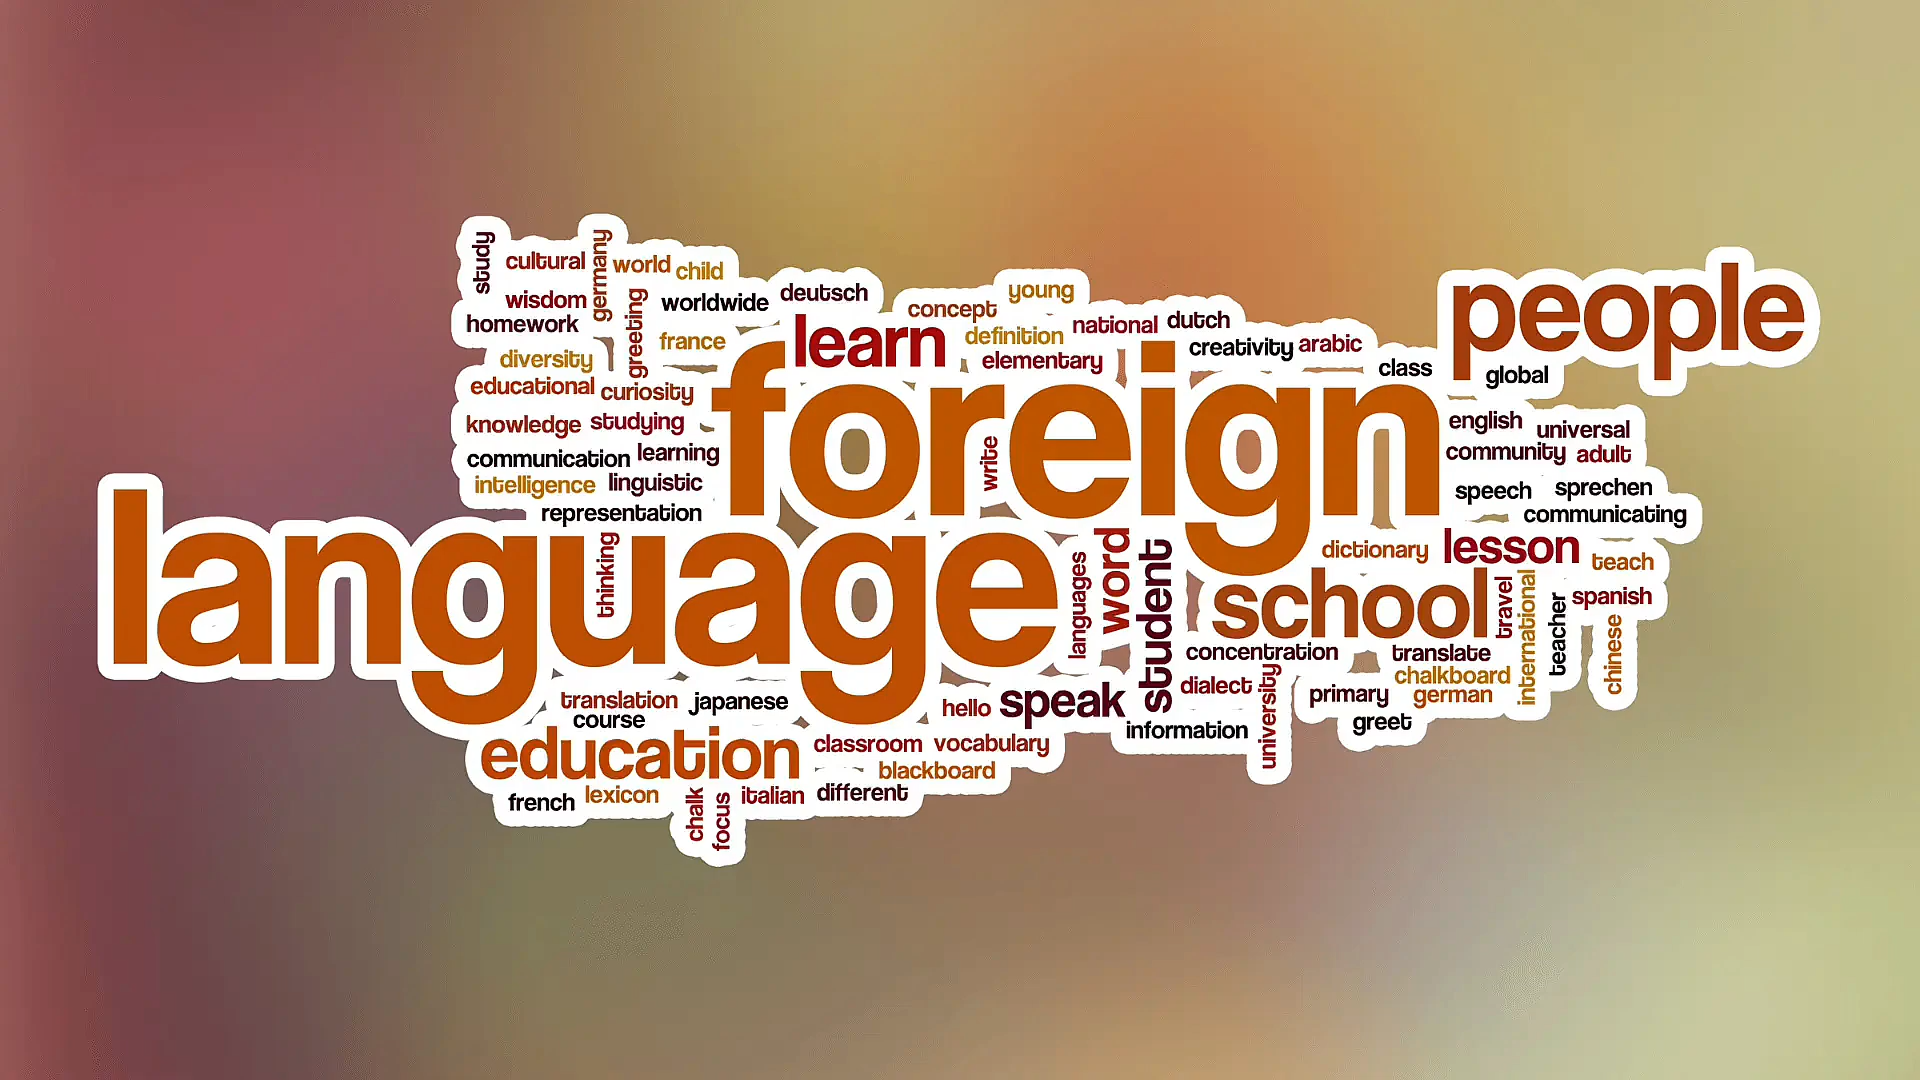 study
cultural
germany
world
child
wisdom
homework
greeting
worldwide
deutsch
concept
young
people
diversity
france
learn
definition
national
dutch
elementary
creativity
arabic
class
global
educational
curiosity
foreign
knowledge
studying
english
universal
communication
learning
write
community
adult
intelligence
linguistic
speech
sprechen
representation
communicating
language
thinking
languages
word
student
dictionary
lesson
teach
school
travel
international
teacher
spanish
chinese
concentration
translate
translation
japanese
hello
speak
dialect
university
primary
chalkboard
german
course
information
greet
education
classroom
vocabulary
blackboard
french
lexicon
chalk
focus
italian
different